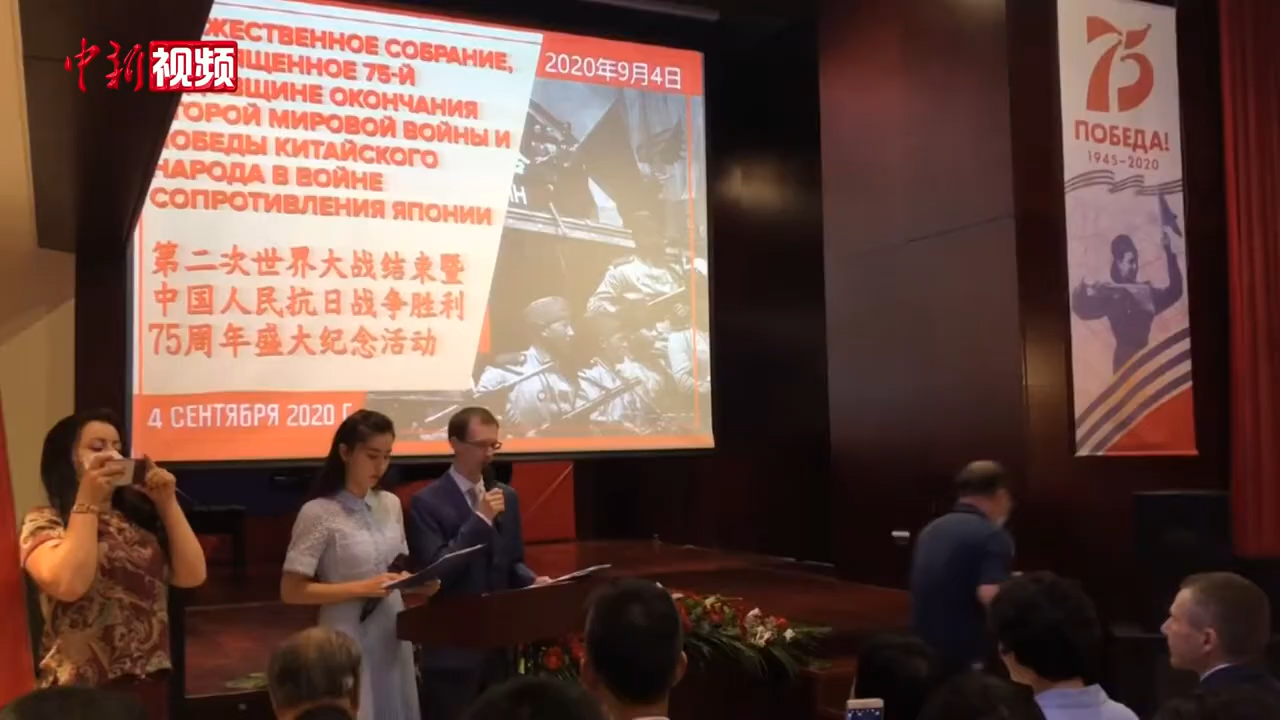 中新视频
ЖЕСТВЕННОЕ СОБРАНИЕ,
ЯЩЕННОЕ 75-Й
ОВЩИНЕ ОКОНЧАНИЯ
ТОРОЙ МИРОВОЙ ВОЙНЫ И
ПОБЕДЫ КИТАЙСКОГО
НАРОДА В ВОЙНЕ
СОПРОТИВЛЕНИЯ ЯПОНИИ
2020年9月4日
第二次世界大战结束暨
中国人民抗日战争胜利
75周年盛大纪念活动
4 СЕНТЯБРЯ 2020 Г
75
ПОБЕДА!
1945-2020